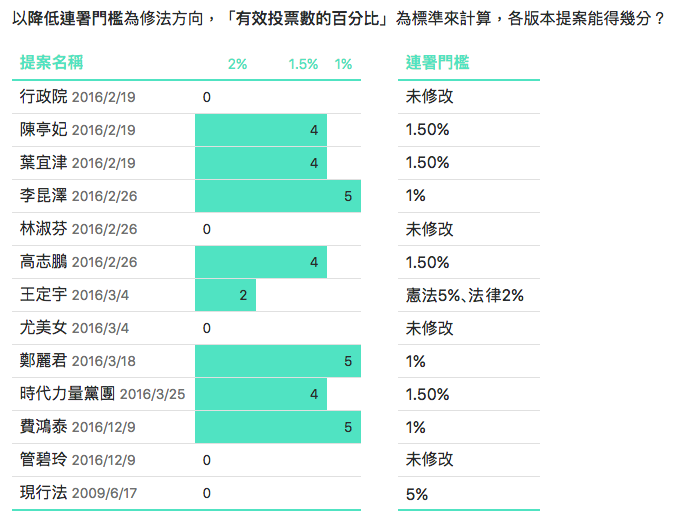 以降低連署門檻為修法方向，「有效投票數的百分比」為標準來計算，各版本提案能得幾分？
提案名稱 2% 1.5% 1% 連署門檻
行政院 2016/2/19 0 未修改
陳亭妃 2016/2/19 4 1.50%
葉宜津 2016/2/19 4 1.50%
李昆澤 2016/2/26 5 1%
林淑芬 2016/2/26 0 未修改
高志鵬 2016/2/26 4 1.50%
王定宇 2016/3/4 2 憲法5%、法律2%
尤美女 2016/3/4 0 未修改
鄭麗君 2016/3/18 5 1%
時代力量黨團 2016/3/25 4 1.50%
費鴻泰 2016/12/9 5 1%
管碧玲 2016/12/9 0 未修改
現行法 2009/6/17 0 5%